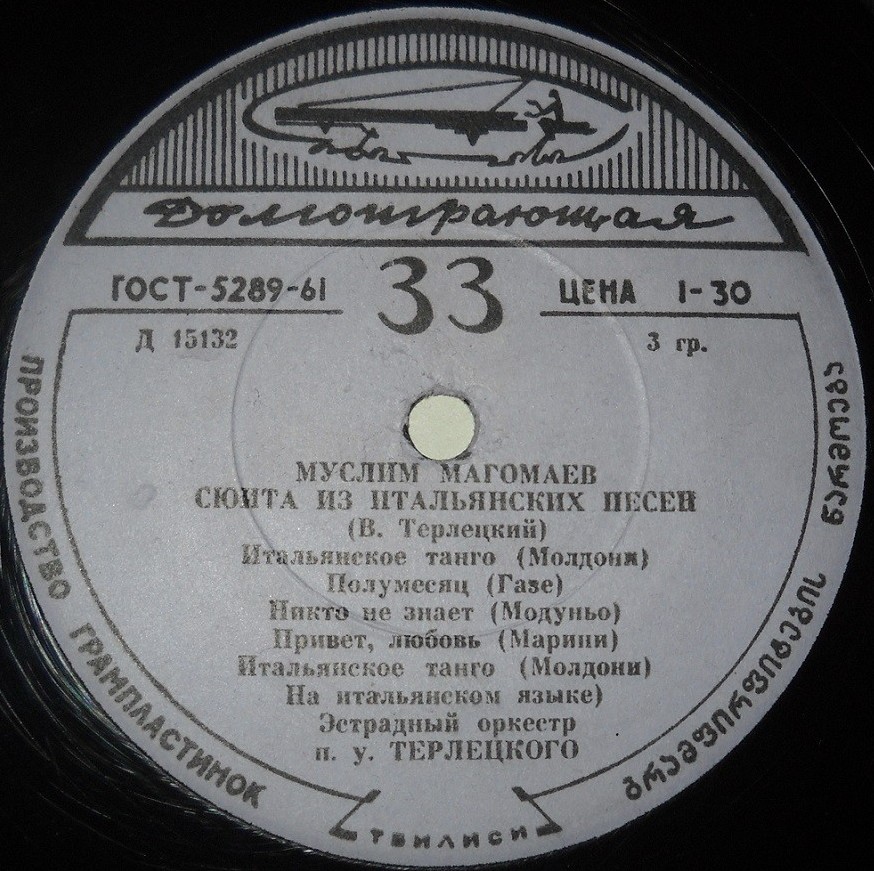 Долгоиграющая
ГОСТ-5289-61 33 ЦЕНА 1-30
Д 15132 3 гр.
МУСЛИМ МАГОМАЕВ
СЮИТА ИЗ ИТАЛЬЯНСКИХ ПЕСЕН
(В. Терлецкий)
Итальянское танго (Молдони)
Полумесяц (Газе)
Никто не знает (Модуньо)
Привет, любовь (Марини)
Итальянское танго (Молдони)
На итальянском языке)
Эстрадный оркестр
п. у. ТЕРЛЕЦКОГО
ПРОИЗВОДСТВО ГРАМПЛАСТИНОК
ТБИЛИСИ
გრამფირფიტების წარმოება